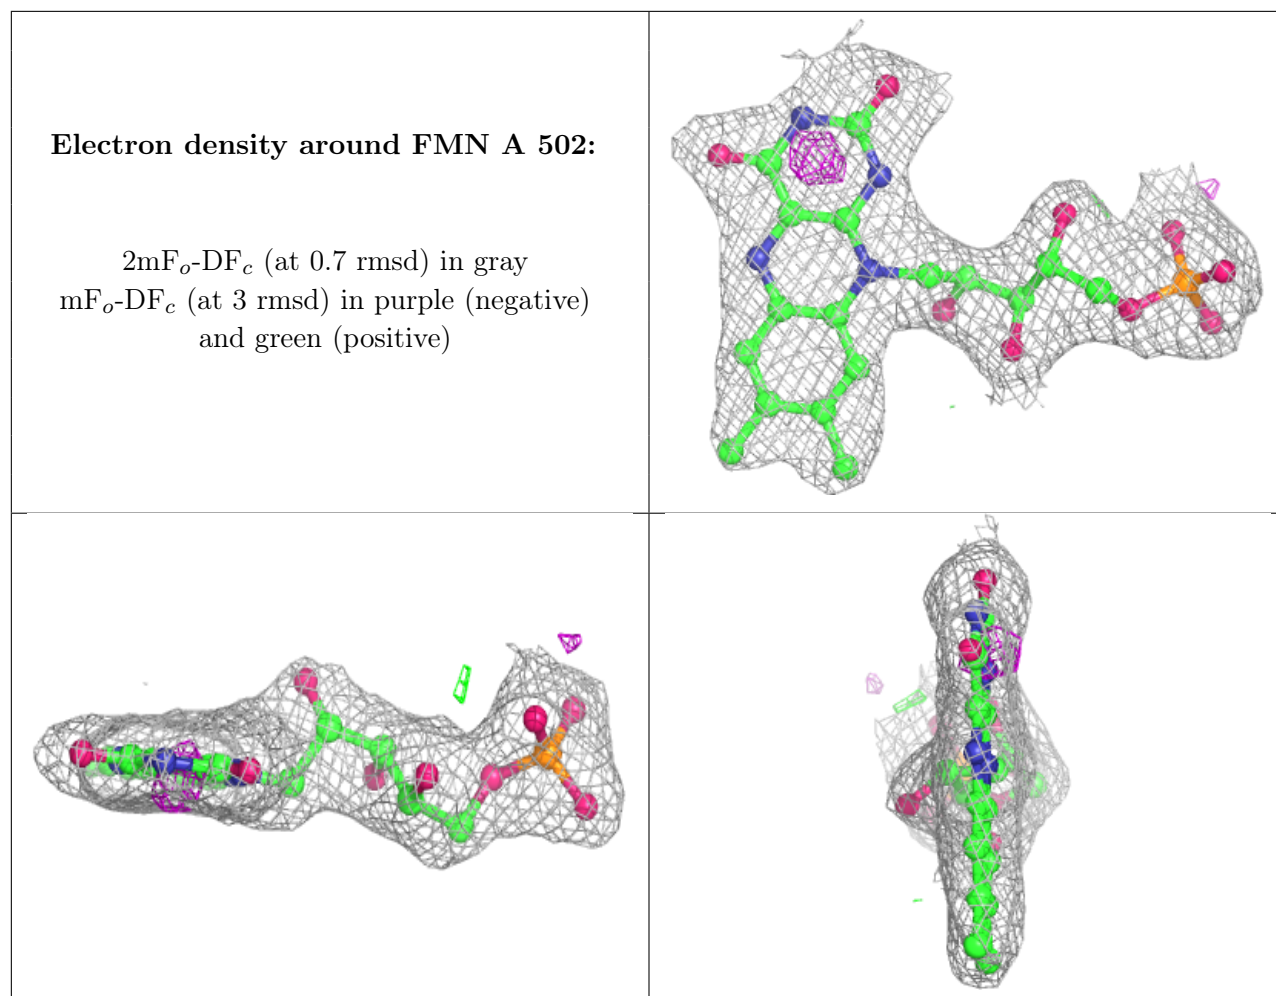 Electron density around FMN A 502:
2mFo-DFc (at 0.7 rmsd) in gray
mFo-DFc (at 3 rmsd) in purple (negative)
and green (positive)